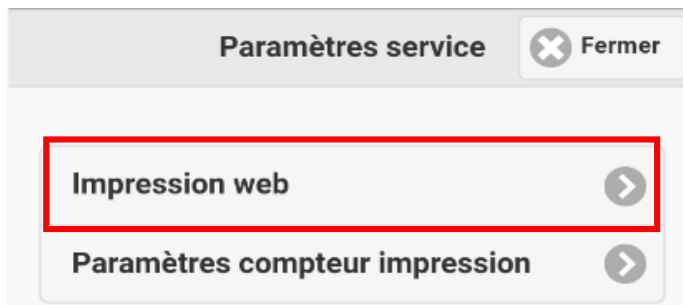 Paramètres service
Fermer
Impression web
Paramètres compteur impression